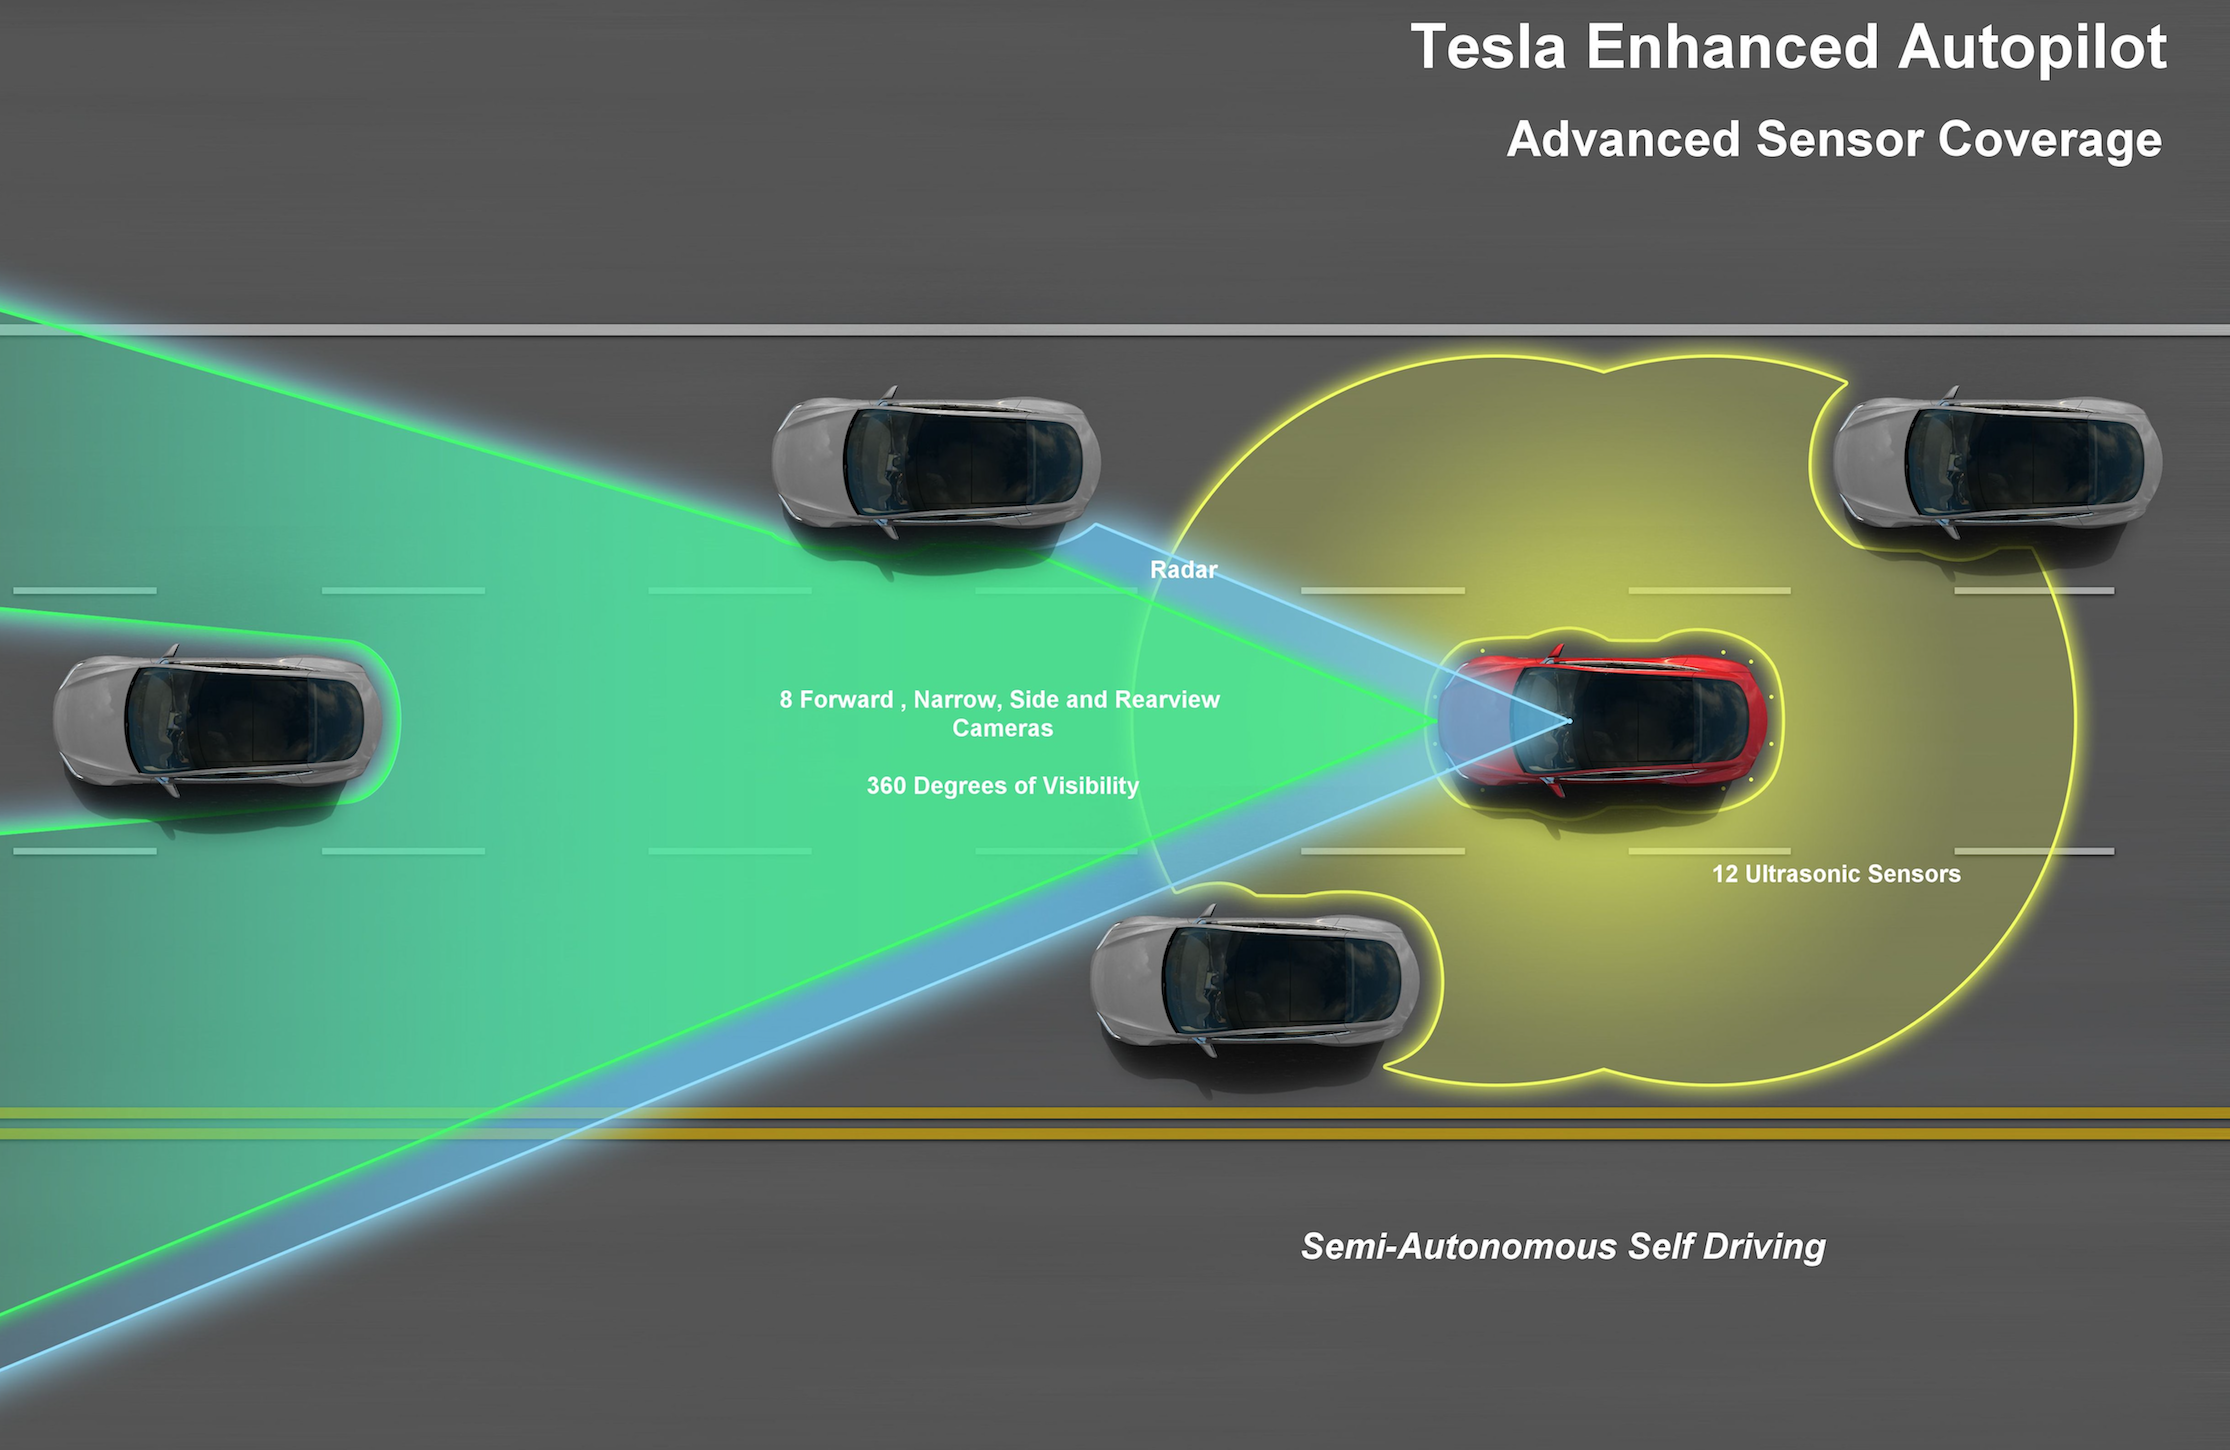 Tesla Enhanced Autopilot
Advanced Sensor Coverage
Radar
8 Forward , Narrow, Side and Rearview
Cameras
360 Degrees of Visibility
12 Ultrasonic Sensors
Semi-Autonomous Self Driving